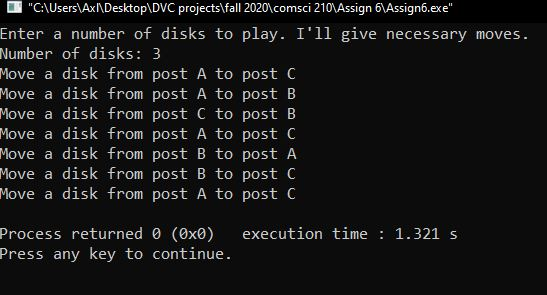 "C:\Users\Axl\Desktop\DVC projects\fall 2020\comsci 210\Assign 6\Assign6.exe"
Enter a number of disks to play. I'll give necessary moves.
Number of disks: 3
Move a disk from post A to post C
Move a disk from post A to post B
Move a disk from post C to post B
Move a disk from post A to post C
Move a disk from post B to post A
Move a disk from post B to post C
Move a disk from post A to post C
Process returned 0 (0x0)   execution time : 1.321 s
Press any key to continue.